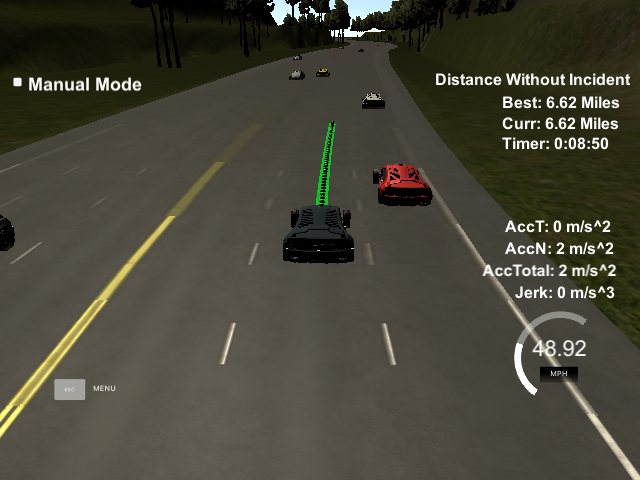 Manual Mode
Distance Without Incident
Best: 6.62 Miles
Curr: 6.62 Miles
Timer: 0:08:50
AccT: 0 m/s^2
AccN: 2 m/s^2
AccTotal: 2 m/s^2
Jerk: 0 m/s^3
48.92
MPH
ESC MENU